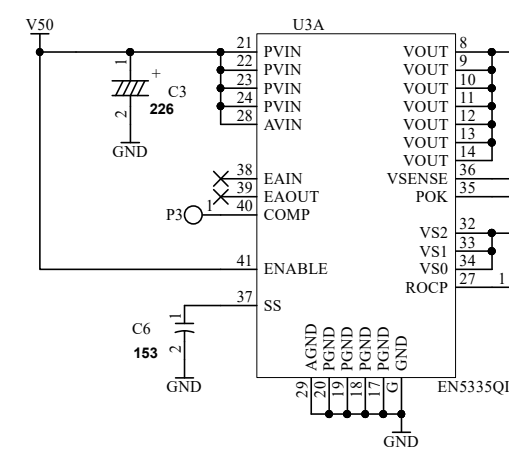 V50
U3A
21 PVIN VOUT 8
22 PVIN VOUT 9
23 PVIN VOUT 10
24 PVIN VOUT 11
28 AVIN VOUT 12
VOUT 13
VOUT 14
1 + C3
226
2
GND
38 EAIN VSENSE 36
39 EAOUT POK 35
P3 1 40 COMP
VS2 32
VS1 33
41 ENABLE VS0 34
ROCP 27 1
37 SS
1
C6
153
2
GND
AGND PGND PGND PGND PGND GND
29 20 19 18 17 G
EN5335QI
GND